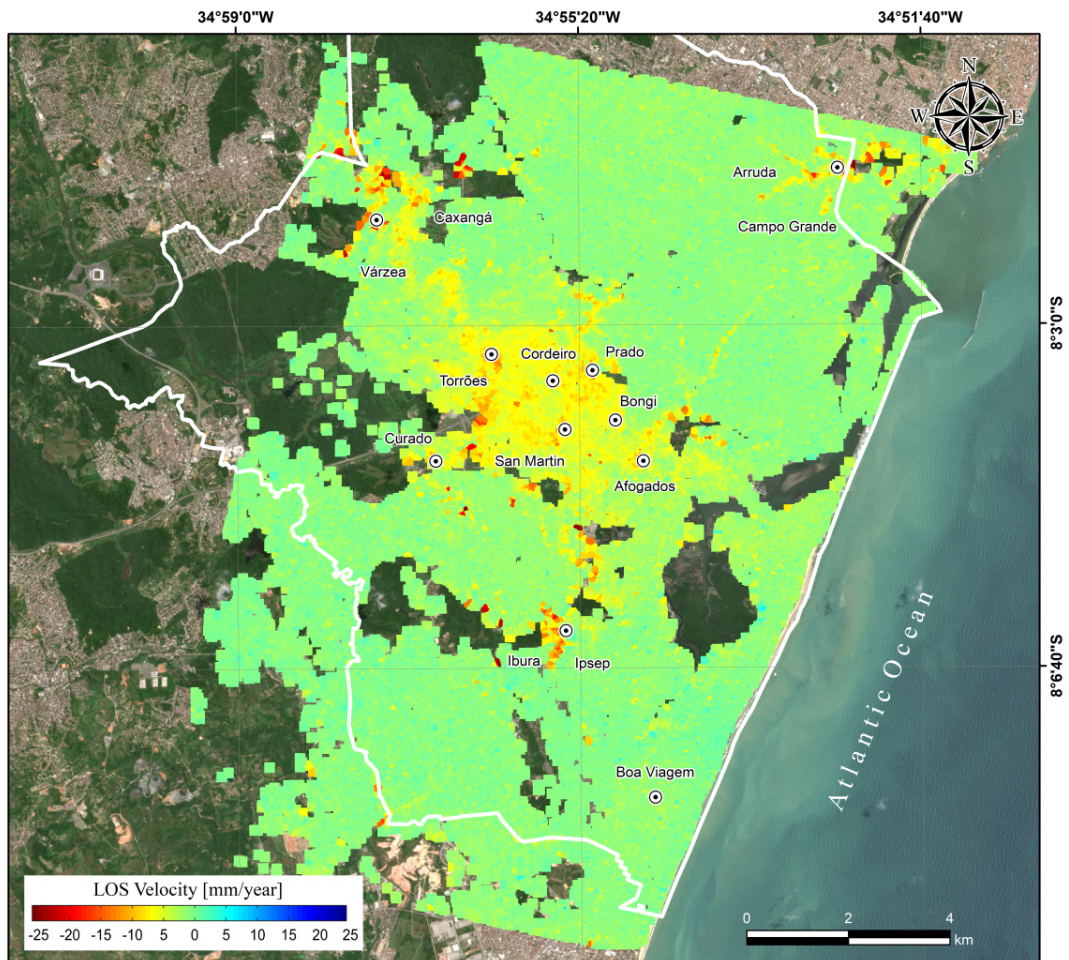 34°59'0"W
34°55'20"W
34°51'40"W
N
W
E
S
Arruda
Caxangá
Campo Grande
Várzea
8°3'0"S
Cordeiro
Prado
Torrões
Bongi
Curado
San Martin
Afogados
Atlantic Ocean
Ibura
Ipsep
8°6'40"S
Boa Viagem
LOS Velocity [mm/year]
-25 -20 -15 -10 -5 0 5 10 15 20 25
0 2 4
km